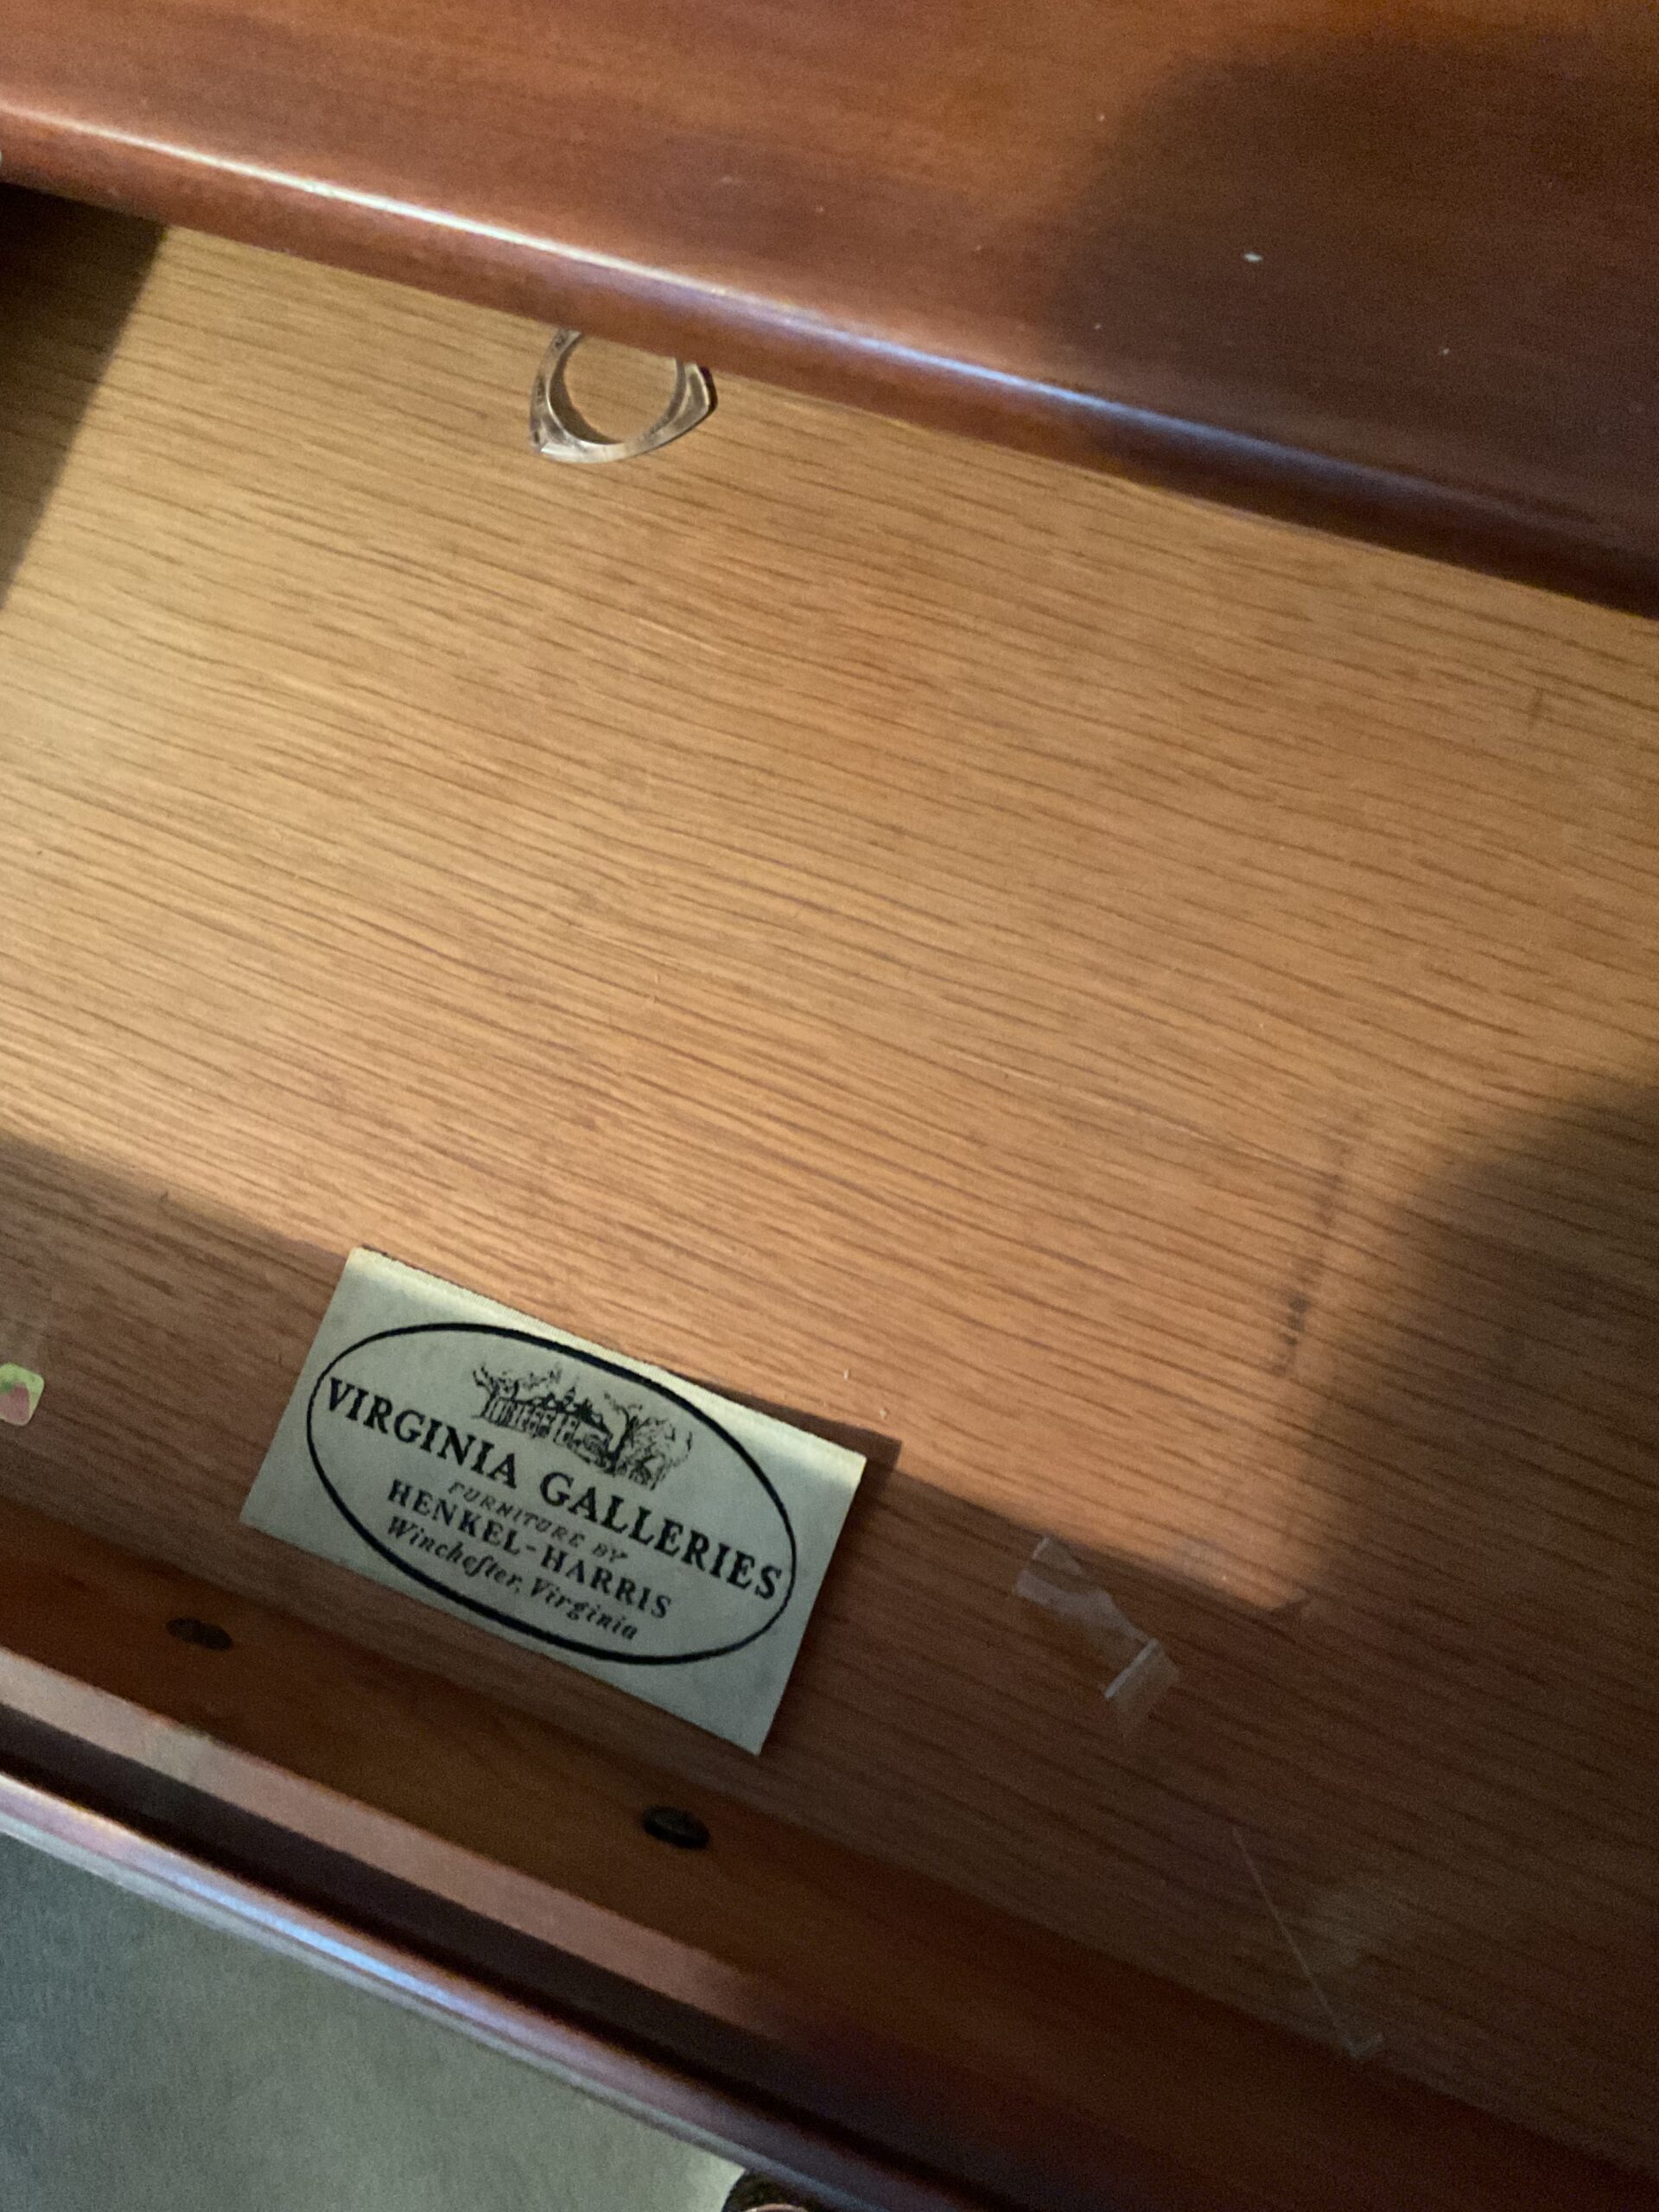 VIRGINIA GALLERIES
FURNITURE BY
HENKEL-HARRIS
Wincheſter, Virginia